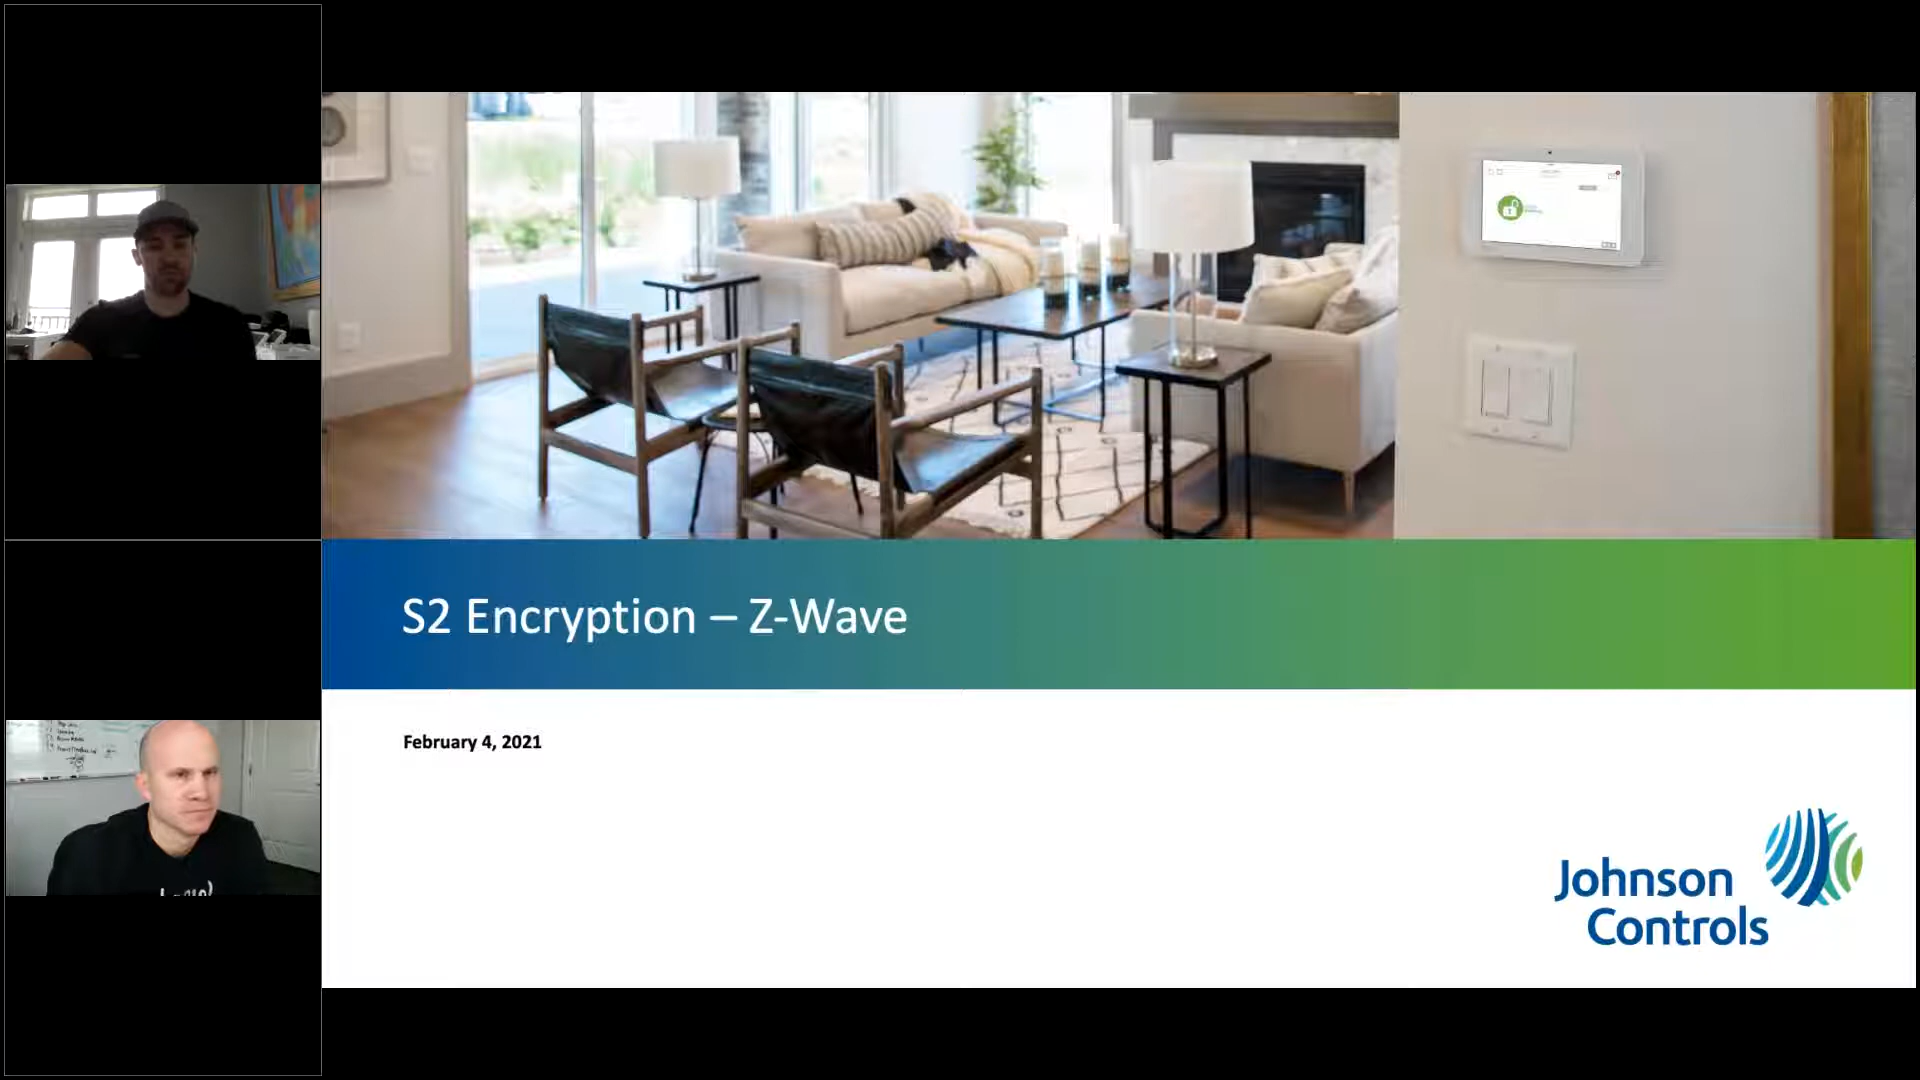 S2 Encryption – Z-Wave
February 4, 2021
Johnson
Controls